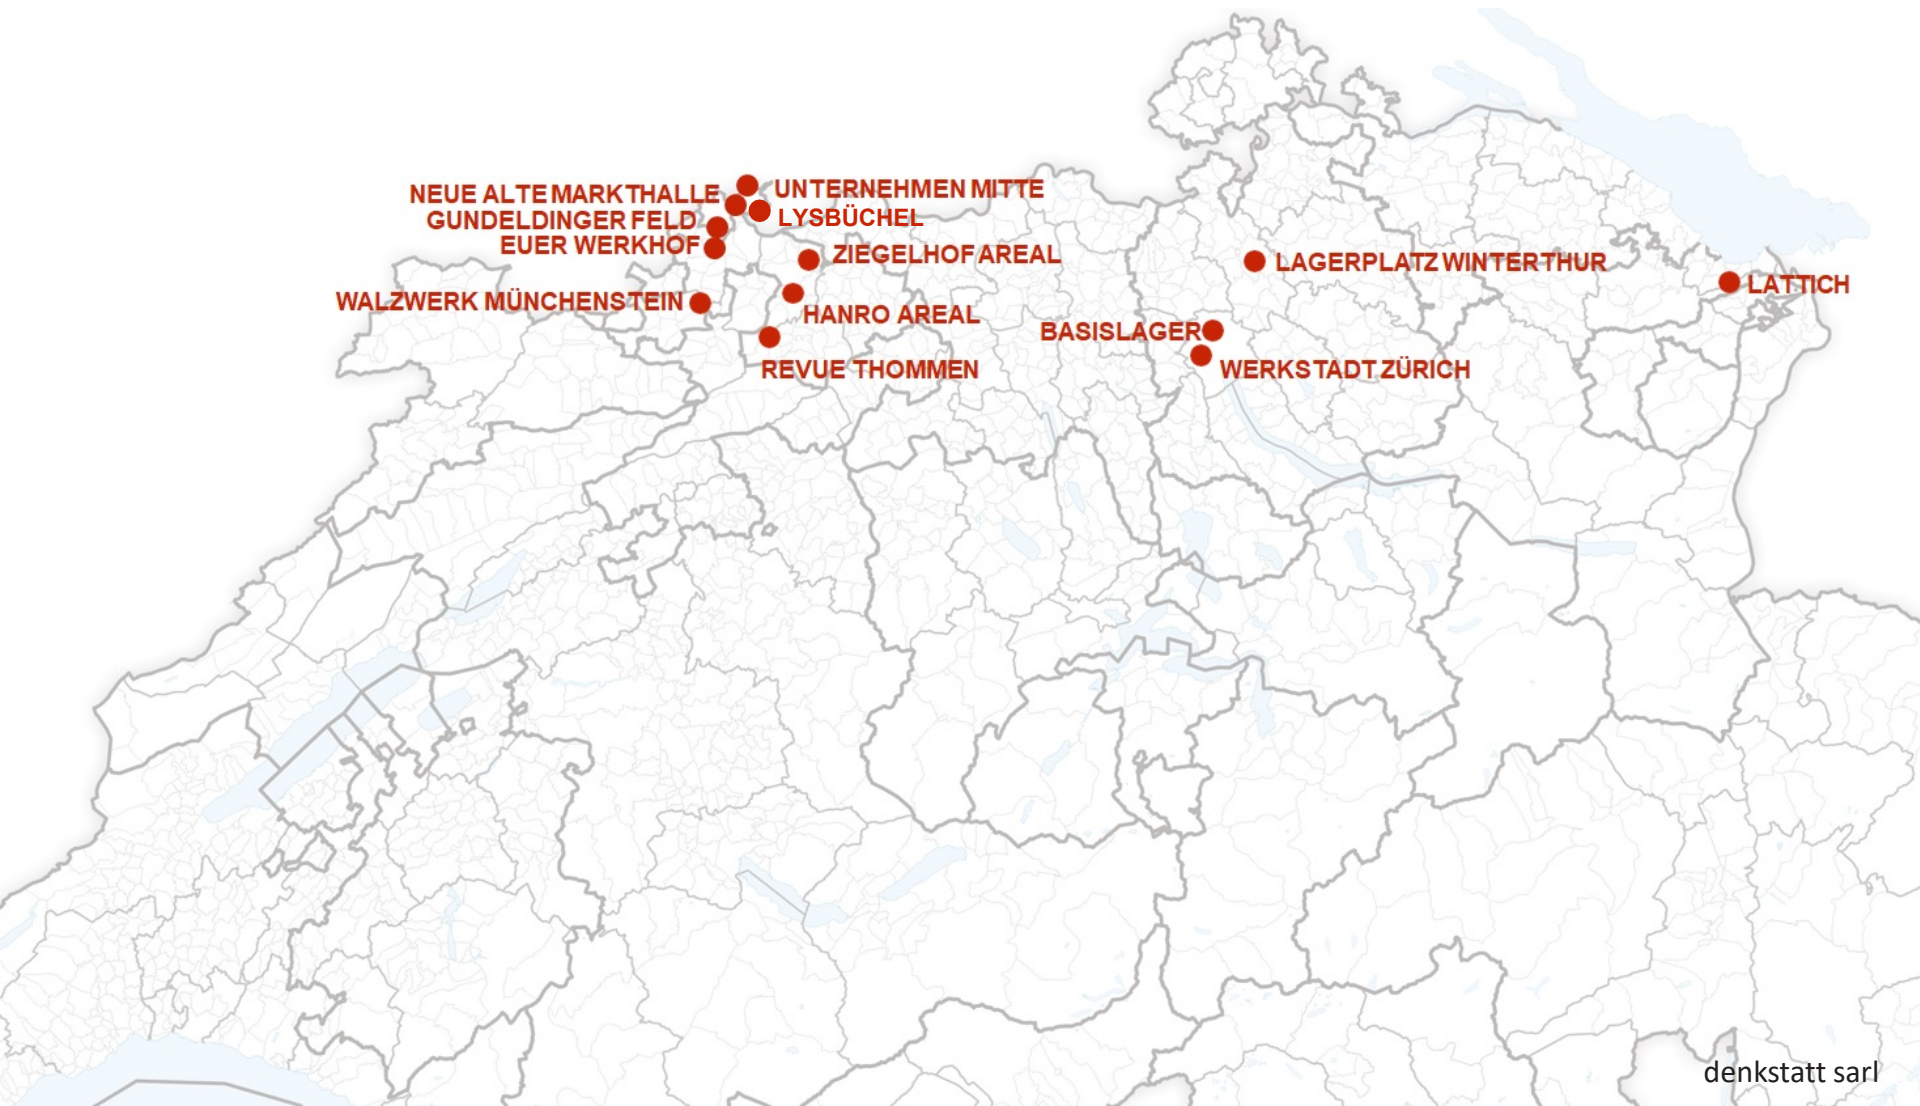 NEUE ALTE MARKTHALLE
UNTERNEHMEN MITTE
GUNDELDINGER FELD
LYSBÜCHEL
EUER WERKHOF
ZIEGELHOF AREAL
LAGERPLATZ WINTERTHUR
LATTICH
WALZWERK MÜNCHENSTEIN
HANRO AREAL
BASISLAGER
REVUE THOMMEN
WERKSTADT ZÜRICH
denkstatt sarl